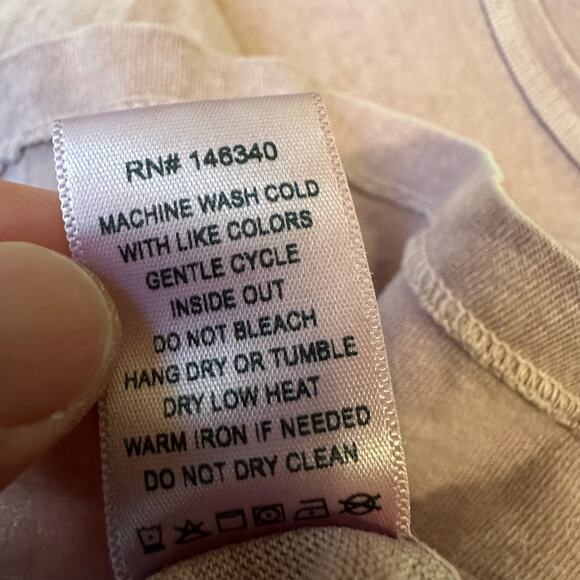 RN# 146340
MACHINE WASH COLD
WITH LIKE COLORS
GENTLE CYCLE
INSIDE OUT
DO NOT BLEACH
HANG DRY OR TUMBLE
DRY LOW HEAT
WARM IRON IF NEEDED
DO NOT DRY CLEAN